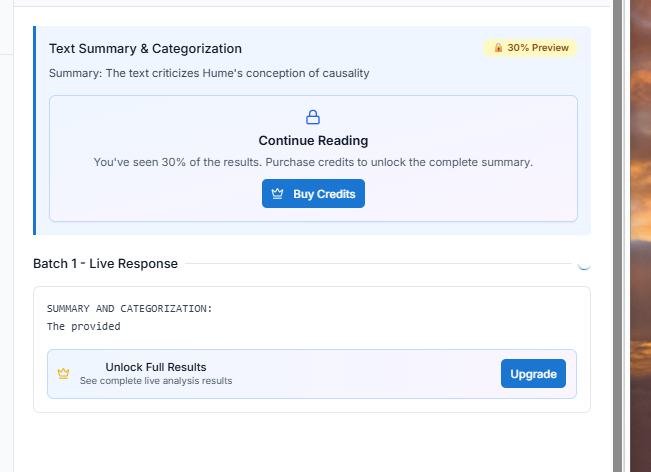 Text Summary & Categorization
🔒 30% Preview
Summary: The text criticizes Hume's conception of causality
Continue Reading
You've seen 30% of the results. Purchase credits to unlock the complete summary.
Buy Credits
Batch 1 - Live Response
SUMMARY AND CATEGORIZATION:
The provided
Unlock Full Results
See complete live analysis results
Upgrade